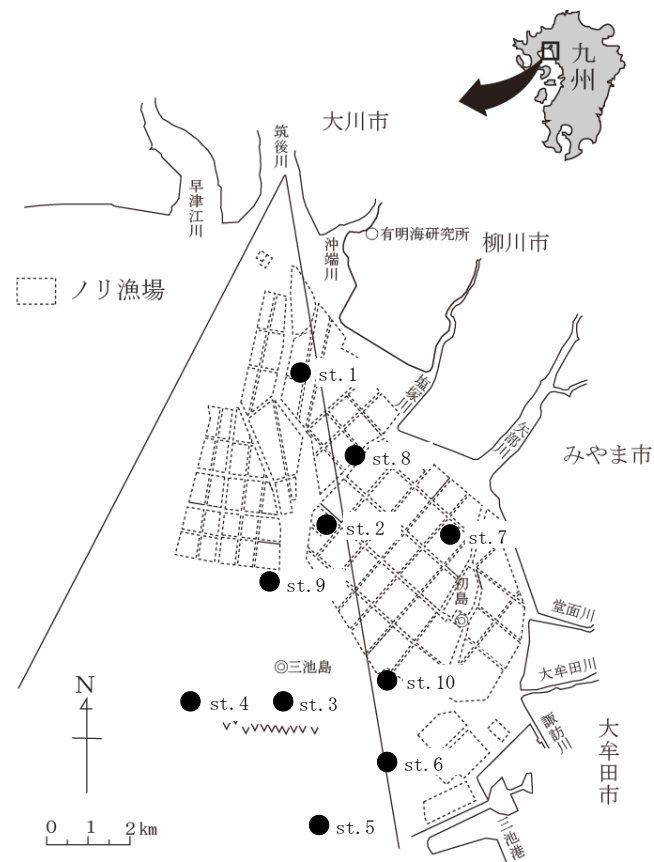 九州
大川市
筑後川
早津江川
沖端川
○有明海研究所
柳川市
ノリ漁場
塩塚川
矢部川
みやま市
st.1
st.8
st.2
st.7
st.9
初島
堂面川
◎三池島
大牟田川
st.10
N
st.4
st.3
諏訪川
大牟田市
st.6
三池港
st.5
0 1 2km